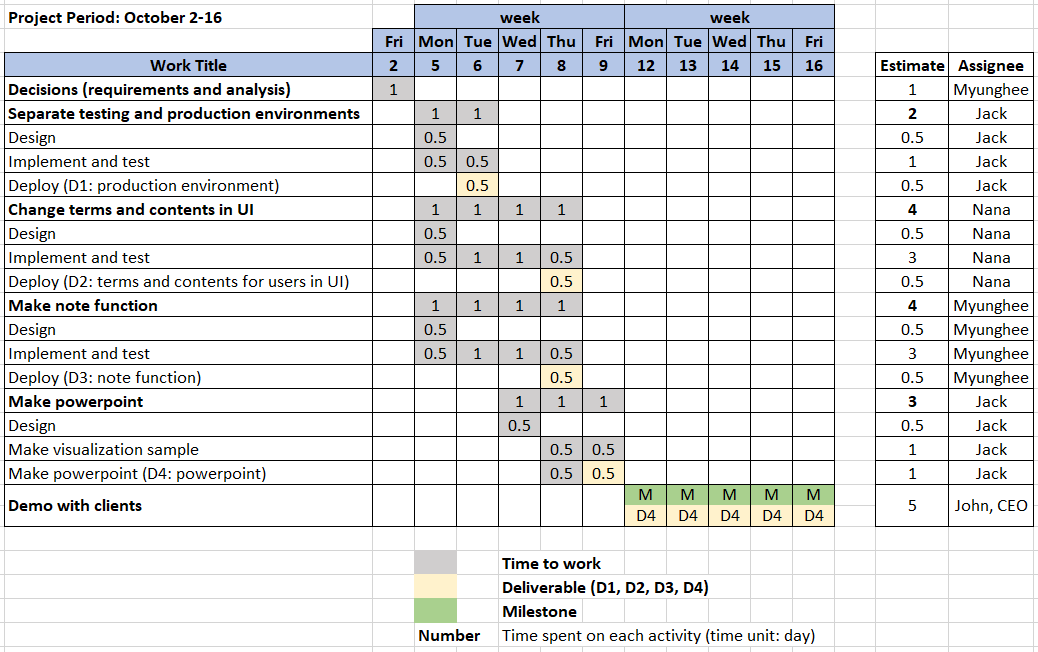 Project Period: October 2-16 week week
Fri Mon Tue Wed Thu Fri Mon Tue Wed Thu Fri
Work Title 2 5 6 7 8 9 12 13 14 15 16 Estimate Assignee
Decisions (requirements and analysis) 1 1 Myunghee
Separate testing and production environments 1 1 2 Jack
Design 0.5 0.5 Jack
Implement and test 0.5 0.5 1 Jack
Deploy (D1: production environment) 0.5 0.5 Jack
Change terms and contents in UI 1 1 1 1 4 Nana
Design 0.5 0.5 Nana
Implement and test 0.5 1 1 0.5 3 Nana
Deploy (D2: terms and contents for users in UI) 0.5 0.5 Nana
Make note function 1 1 1 1 4 Myunghee
Design 0.5 0.5 Myunghee
Implement and test 0.5 1 1 0.5 3 Myunghee
Deploy (D3: note function) 0.5 0.5 Myunghee
Make powerpoint 1 1 1 3 Jack
Design 0.5 0.5 Jack
Make visualization sample 0.5 0.5 1 Jack
Make powerpoint (D4: powerpoint) 0.5 0.5 1 Jack
M M M M M
Demo with clients 5 John, CEO
D4 D4 D4 D4 D4
Time to work
Deliverable (D1, D2, D3, D4)
Milestone
Number Time spent on each activity (time unit: day)